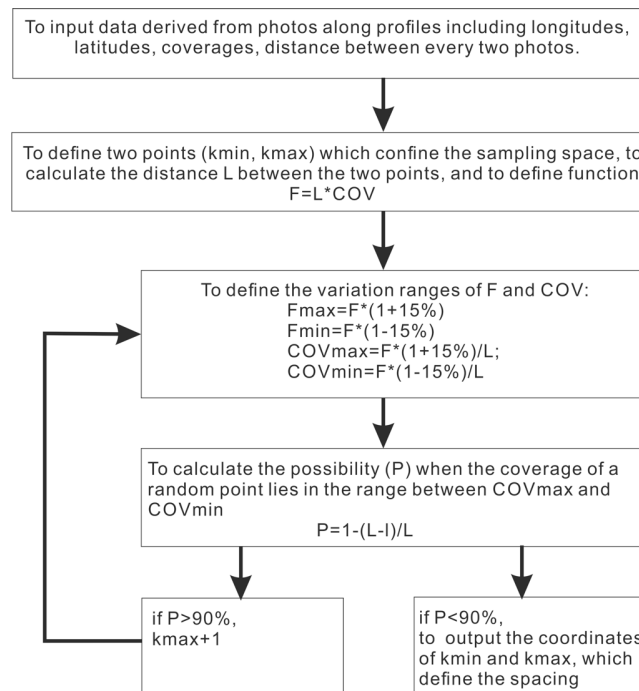 To input data derived from photos along profiles including longitudes,
latitudes, coverages, distance between every two photos.
To define two points (kmin, kmax) which confine the sampling space, to
calculate the distance L between the two points, and to define function
F=L*COV
To define the variation ranges of F and COV:
Fmax=F*(1+15%)
Fmin=F*(1-15%)
COVmax=F*(1+15%)/L;
COVmin=F*(1-15%)/L
To calculate the possibility (P) when the coverage of a
random point lies in the range between COVmax and
COVmin
P=1-(L-l)/L
if P>90%,
kmax+1
if P<90%,
to output the coordinates
of kmin and kmax, which
define the spacing